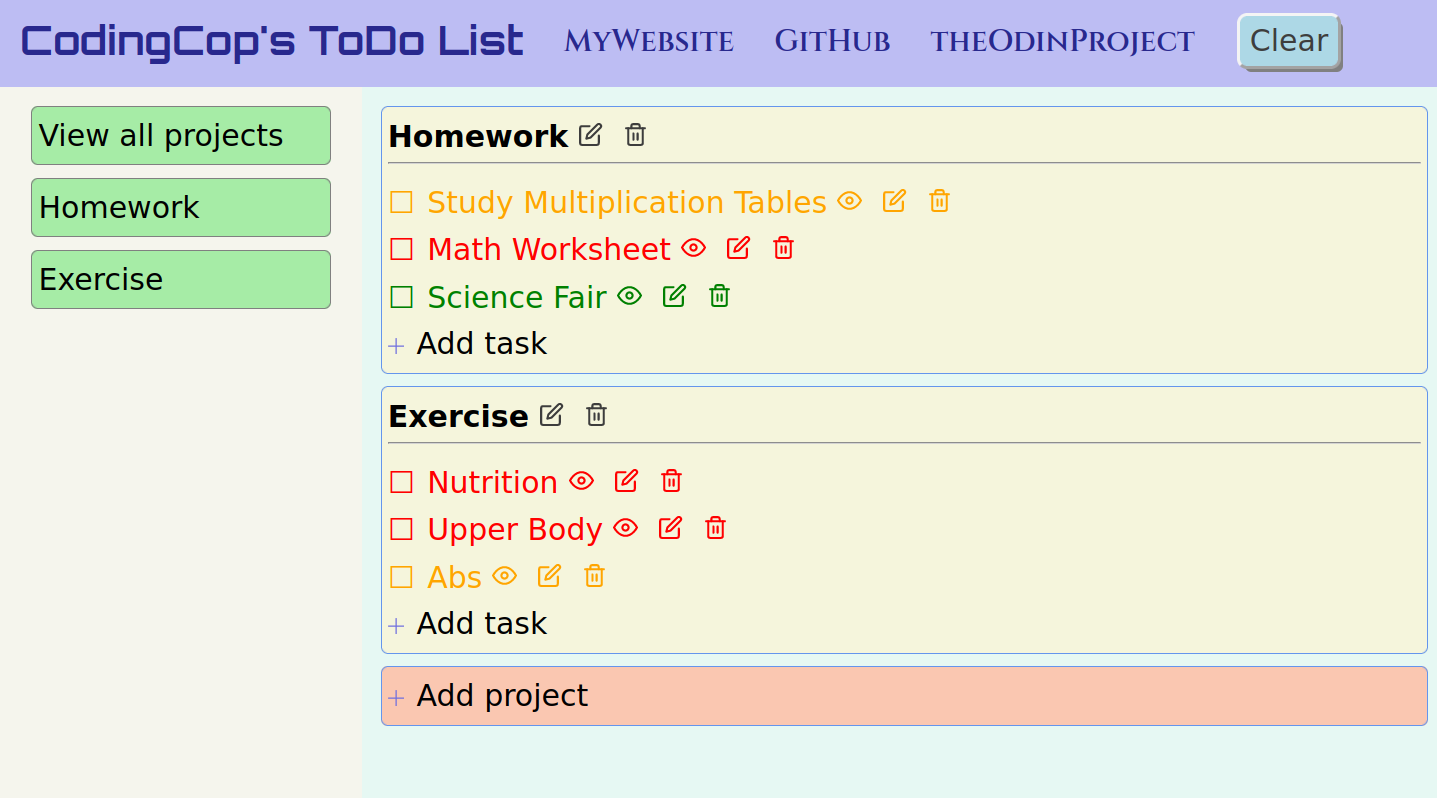 CodingCop's ToDo List MyWebsite GitHub theOdinProject Clear
View all projects
Homework
Exercise
Homework
Study Multiplication Tables
Math Worksheet
Science Fair
+ Add task
Exercise
Nutrition
Upper Body
Abs
+ Add task
+ Add project